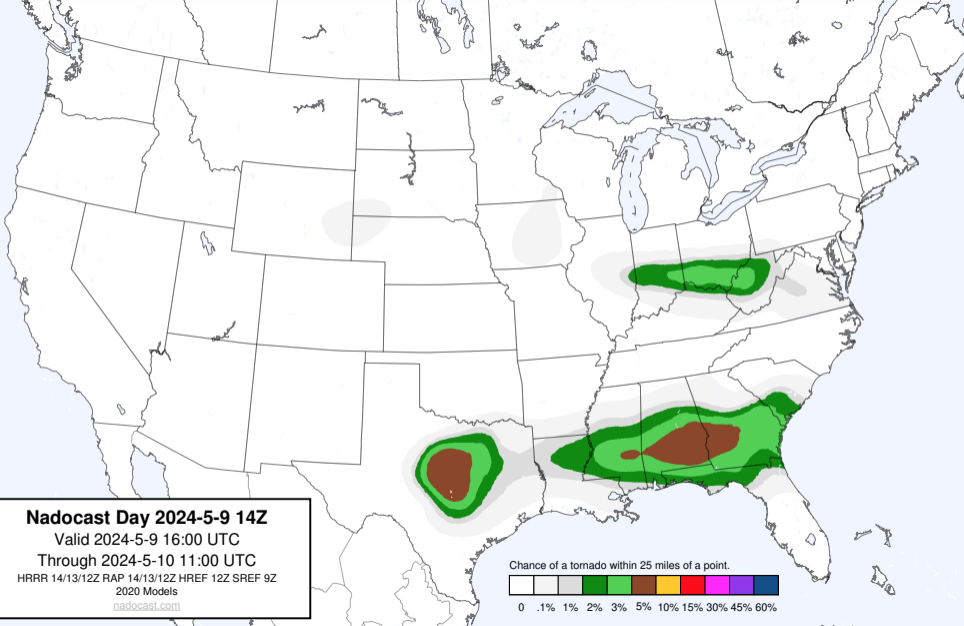 Nadocast Day 2024-5-9 14Z
Valid 2024-5-9 16:00 UTC
Through 2024-5-10 11:00 UTC
HRRR 14/13/12Z RAP 14/13/12Z HREF 12Z SREF 9Z
2020 Models
nadocast.com
Chance of a tornado within 25 miles of a point.
0 .1% 1% 2% 3% 5% 10% 15% 30% 45% 60%